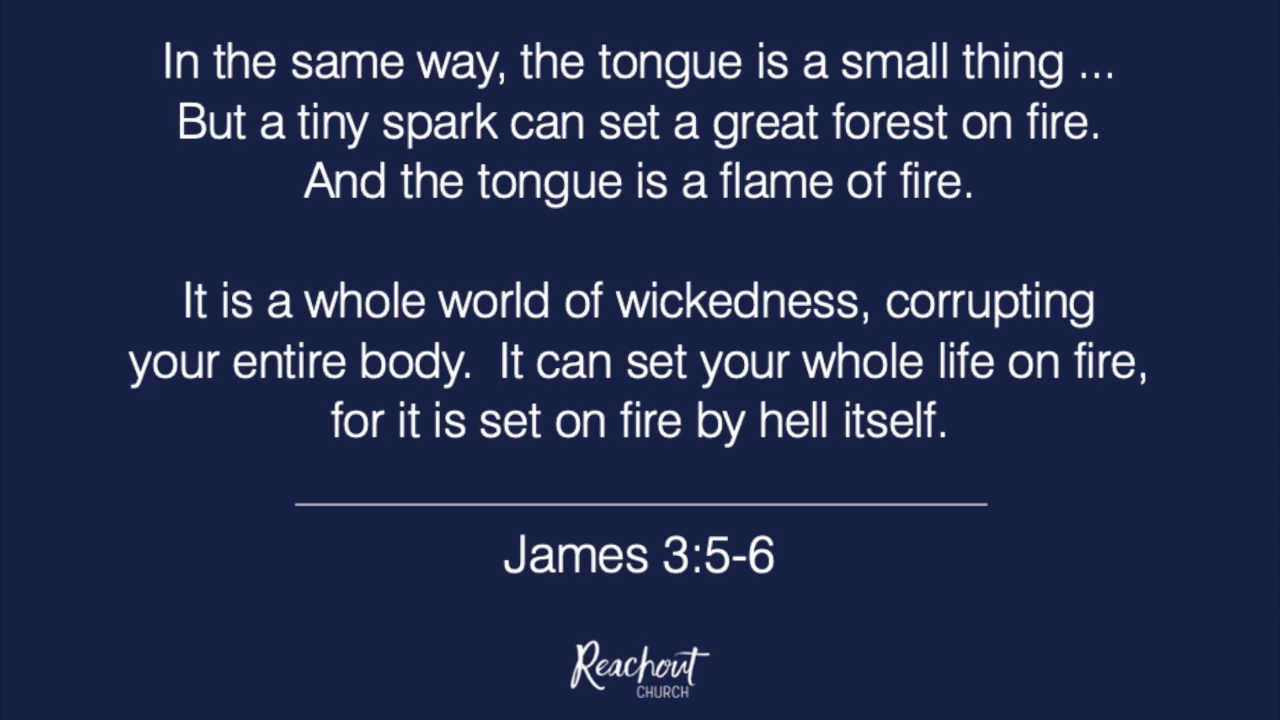 In the same way, the tongue is a small thing ...
But a tiny spark can set a great forest on fire.
And the tongue is a flame of fire.
It is a whole world of wickedness, corrupting
your entire body.  It can set your whole life on fire,
for it is set on fire by hell itself.
James 3:5-6
Reachout
CHURCH